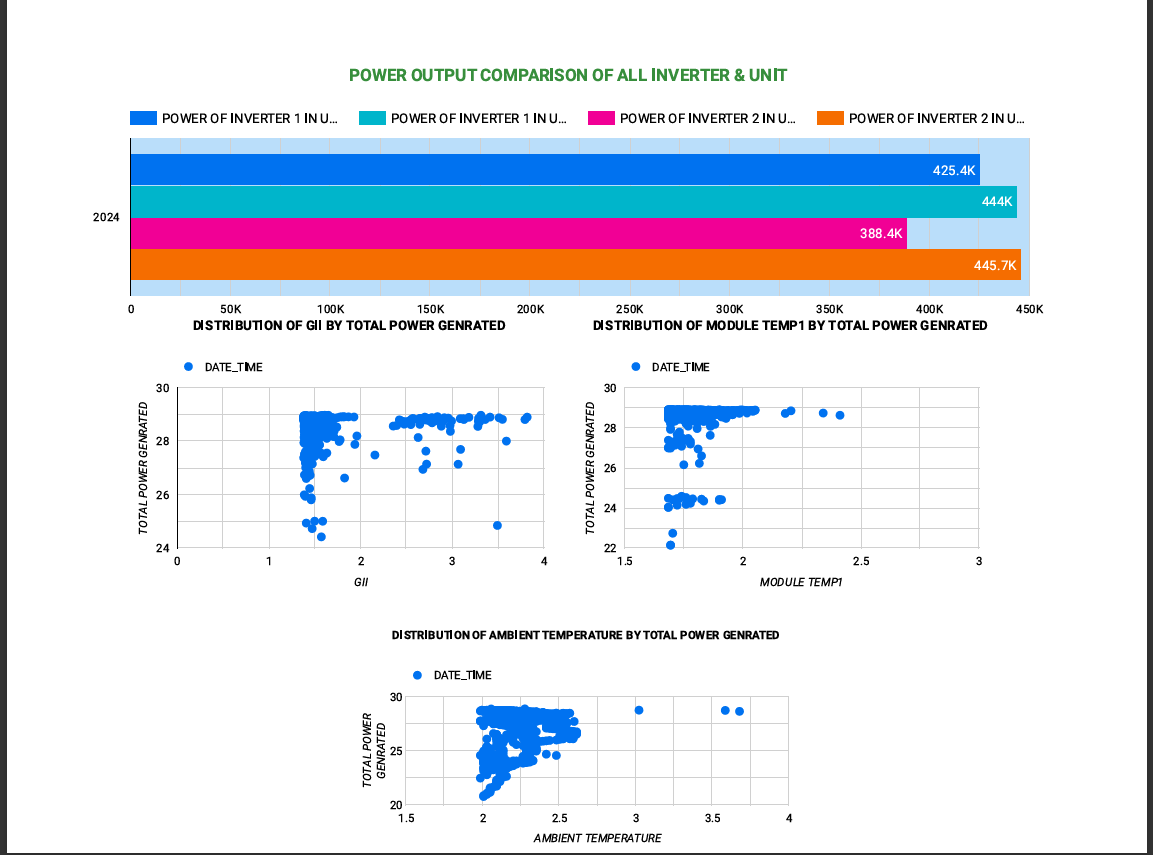 POWER OUTPUT COMPARISON OF ALL INVERTER & UNIT
POWER OF INVERTER 1 IN U... POWER OF INVERTER 1 IN U... POWER OF INVERTER 2 IN U... POWER OF INVERTER 2 IN U...
425.4K
444K
2024
388.4K
445.7K
0 50K 100K 150K 200K 250K 300K 350K 400K 450K
DISTRIBUTION OF GII BY TOTAL POWER GENRATED
DATE_TIME
TOTAL POWER GENRATED
30
28
26
24
0 1 2 3 4
GII
DISTRIBUTION OF MODULE TEMP1 BY TOTAL POWER GENRATED
DATE_TIME
TOTAL POWER GENRATED
30
28
26
24
22
1.5 2 2.5 3
MODULE TEMP1
DISTRIBUTION OF AMBIENT TEMPERATURE BY TOTAL POWER GENRATED
DATE_TIME
TOTAL POWER
GENRATED
30
25
20
1.5 2 2.5 3 3.5 4
AMBIENT TEMPERATURE